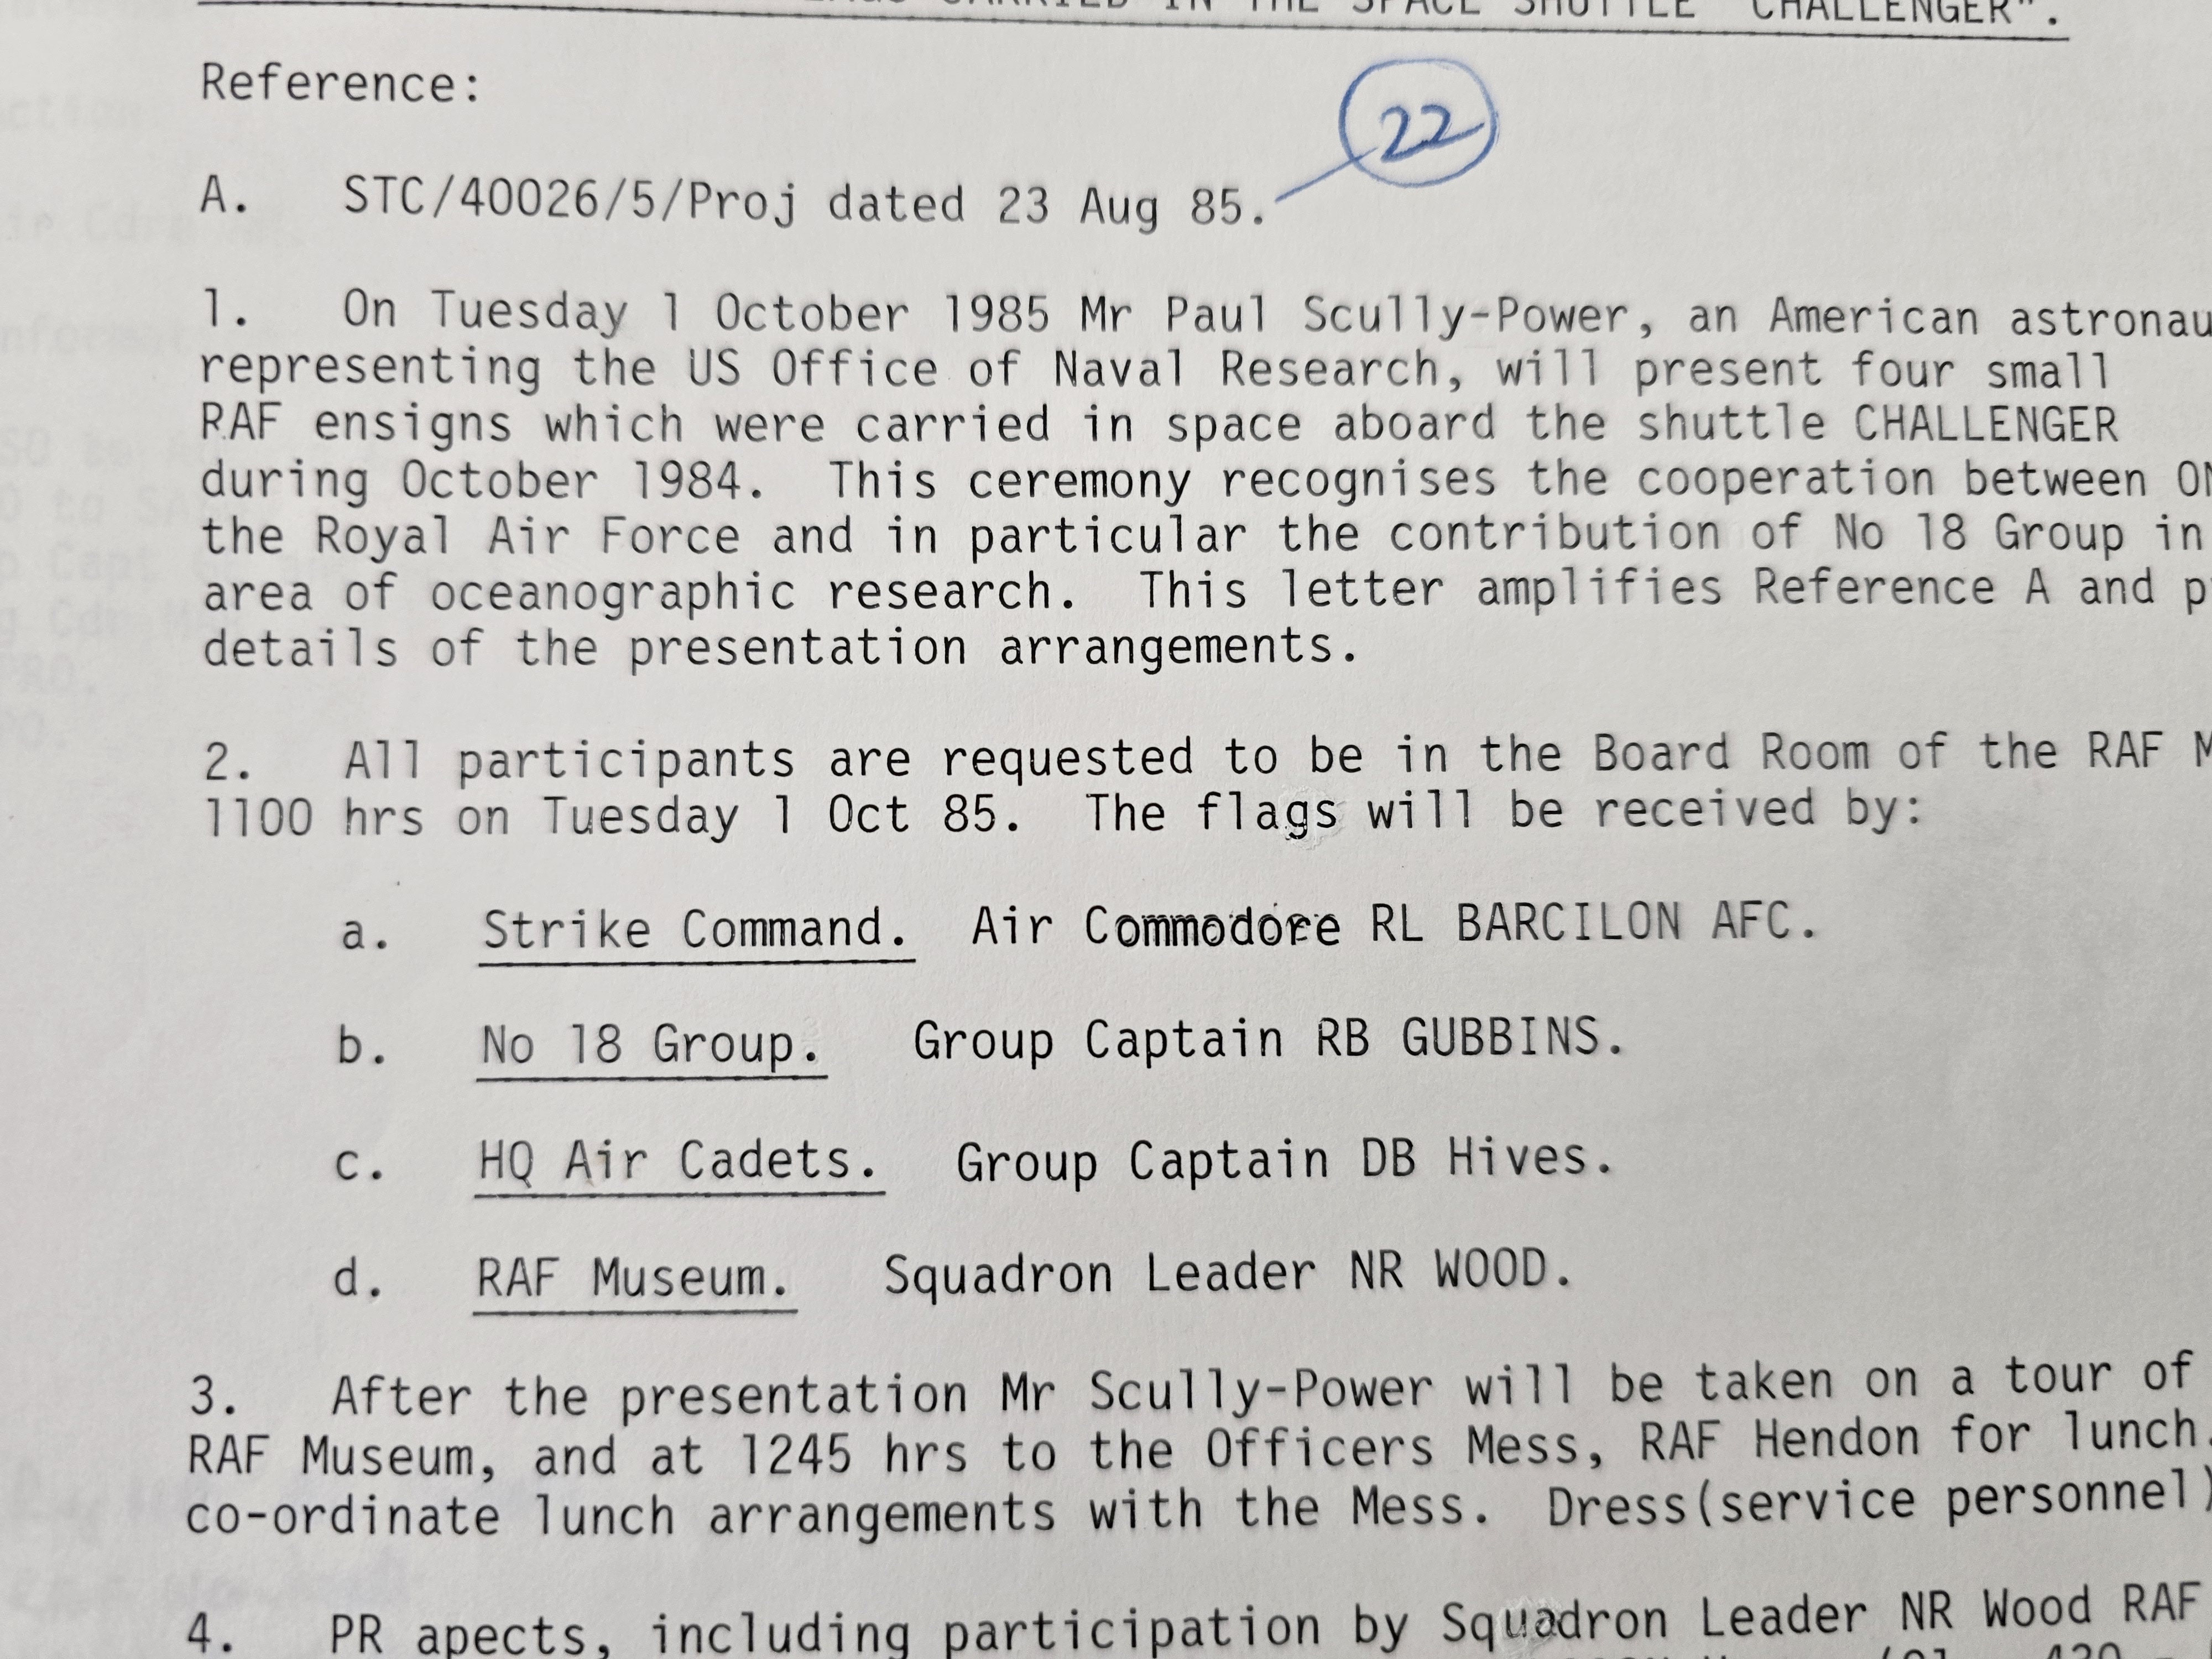 CARRIED IN THE SPACE SHUTTLE "CHALLENGER".
Reference:
22
A. STC/40026/5/Proj dated 23 Aug 85.
1. On Tuesday 1 October 1985 Mr Paul Scully-Power, an American astronau
representing the US Office of Naval Research, will present four small
RAF ensigns which were carried in space aboard the shuttle CHALLENGER
during October 1984. This ceremony recognises the cooperation between
the Royal Air Force and in particular the contribution of No 18 Group in
area of oceanographic research. This letter amplifies Reference A and
details of the presentation arrangements.
2. All participants are requested to be in the Board Room of the RAF
1100 hrs on Tuesday 1 Oct 85. The flags will be received by:
a. Strike Command. Air Commodore RL BARCILON AFC.
b. No 18 Group. Group Captain RB GUBBINS.
c. HQ Air Cadets. Group Captain DB Hives.
d. RAF Museum. Squadron Leader NR WOOD.
3. After the presentation Mr Scully-Power will be taken on a tour of
RAF Museum, and at 1245 hrs to the Officers Mess, RAF Hendon for lunch.
co-ordinate lunch arrangements with the Mess. Dress(service personnel)
4. PR apects, including participation by Squadron Leader NR Wood RAF